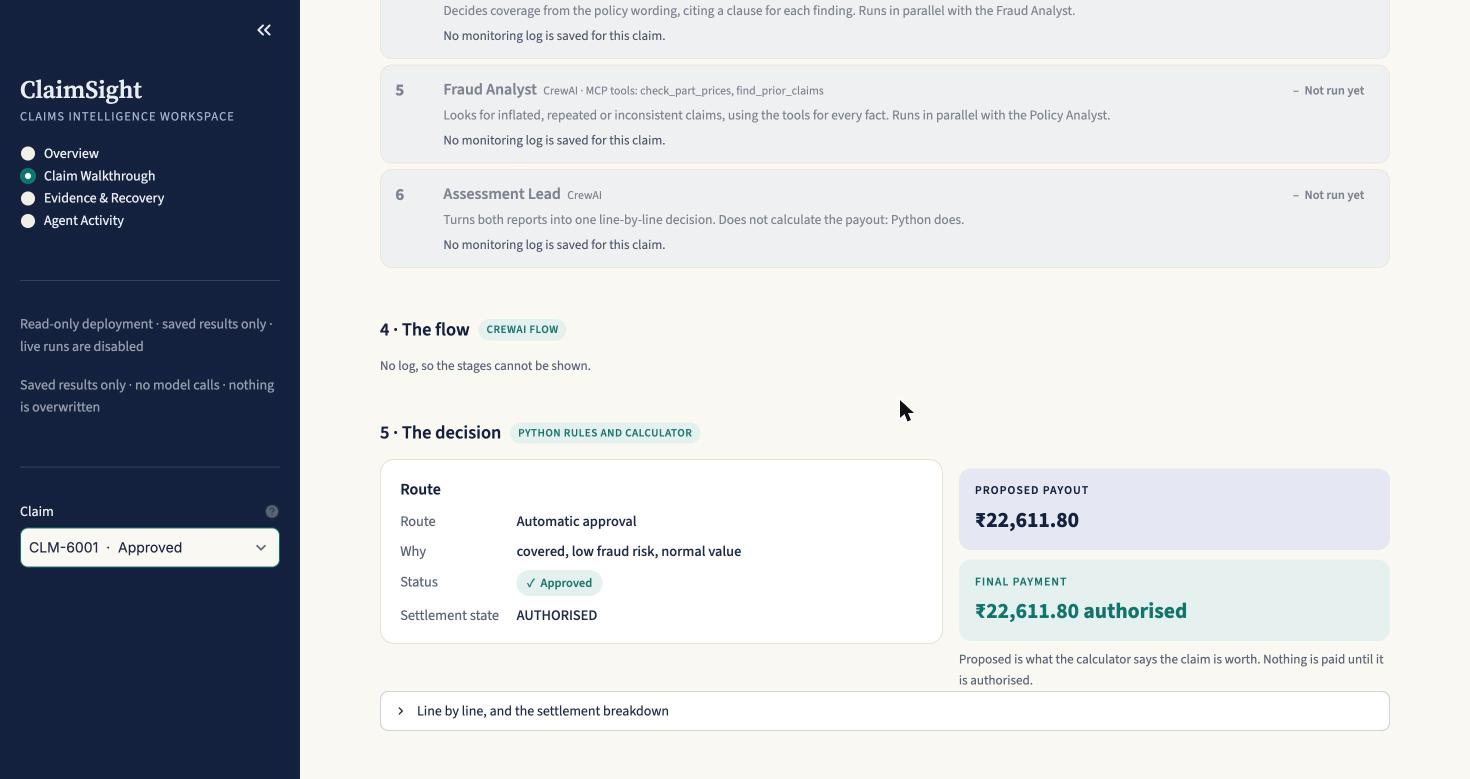 ClaimSight
CLAIMS INTELLIGENCE WORKSPACE
Overview
Claim Walkthrough
Evidence & Recovery
Agent Activity
Read-only deployment · saved results only ·
live runs are disabled
Saved results only · no model calls · nothing
is overwritten
Claim
CLM-6001 · Approved
Decides coverage from the policy wording, citing a clause for each finding. Runs in parallel with the Fraud Analyst.
No monitoring log is saved for this claim.
5 Fraud Analyst CrewAI · MCP tools: check_part_prices, find_prior_claims – Not run yet
Looks for inflated, repeated or inconsistent claims, using the tools for every fact. Runs in parallel with the Policy Analyst.
No monitoring log is saved for this claim.
6 Assessment Lead CrewAI – Not run yet
Turns both reports into one line-by-line decision. Does not calculate the payout: Python does.
No monitoring log is saved for this claim.
4 · The flow CREWAI FLOW
No log, so the stages cannot be shown.
5 · The decision PYTHON RULES AND CALCULATOR
Route
Route Automatic approval
Why covered, low fraud risk, normal value
Status ✓ Approved
Settlement state AUTHORISED
PROPOSED PAYOUT
₹22,611.80
FINAL PAYMENT
₹22,611.80 authorised
Proposed is what the calculator says the claim is worth. Nothing is paid until it
is authorised.
Line by line, and the settlement breakdown